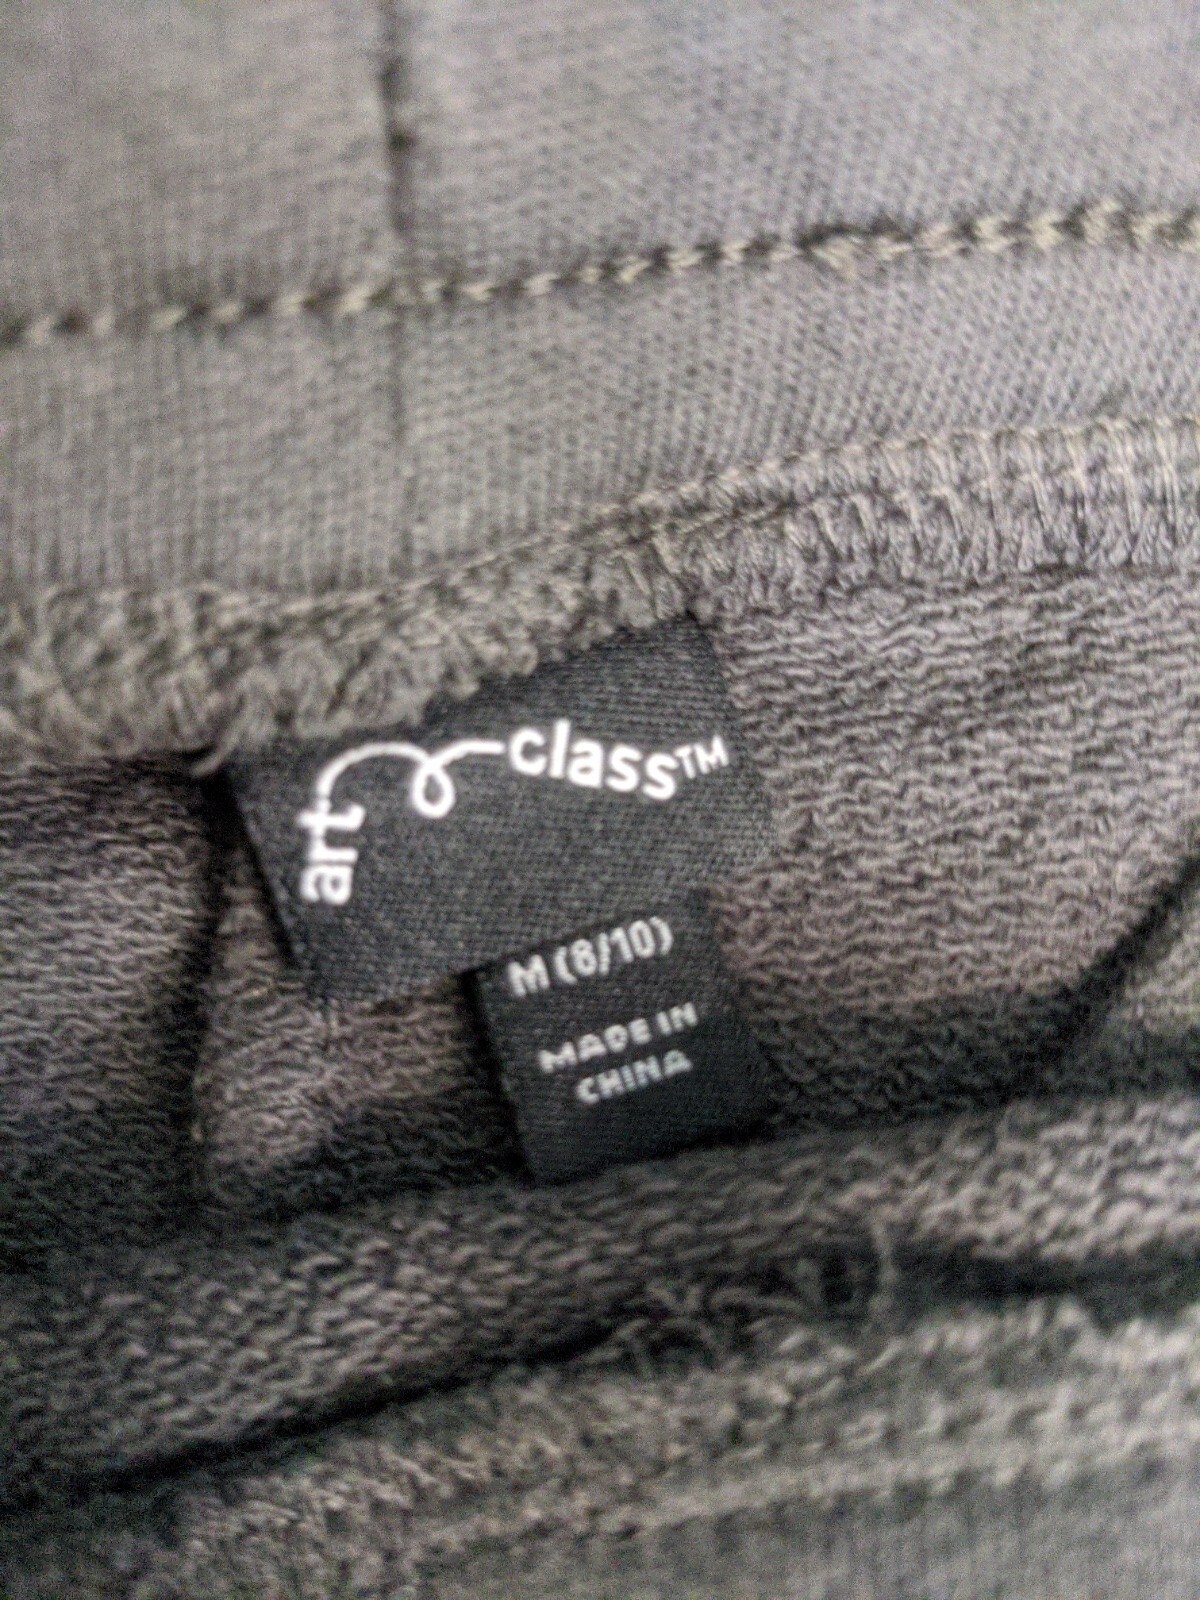 art class™
M (8/10)
MADE IN
CHINA